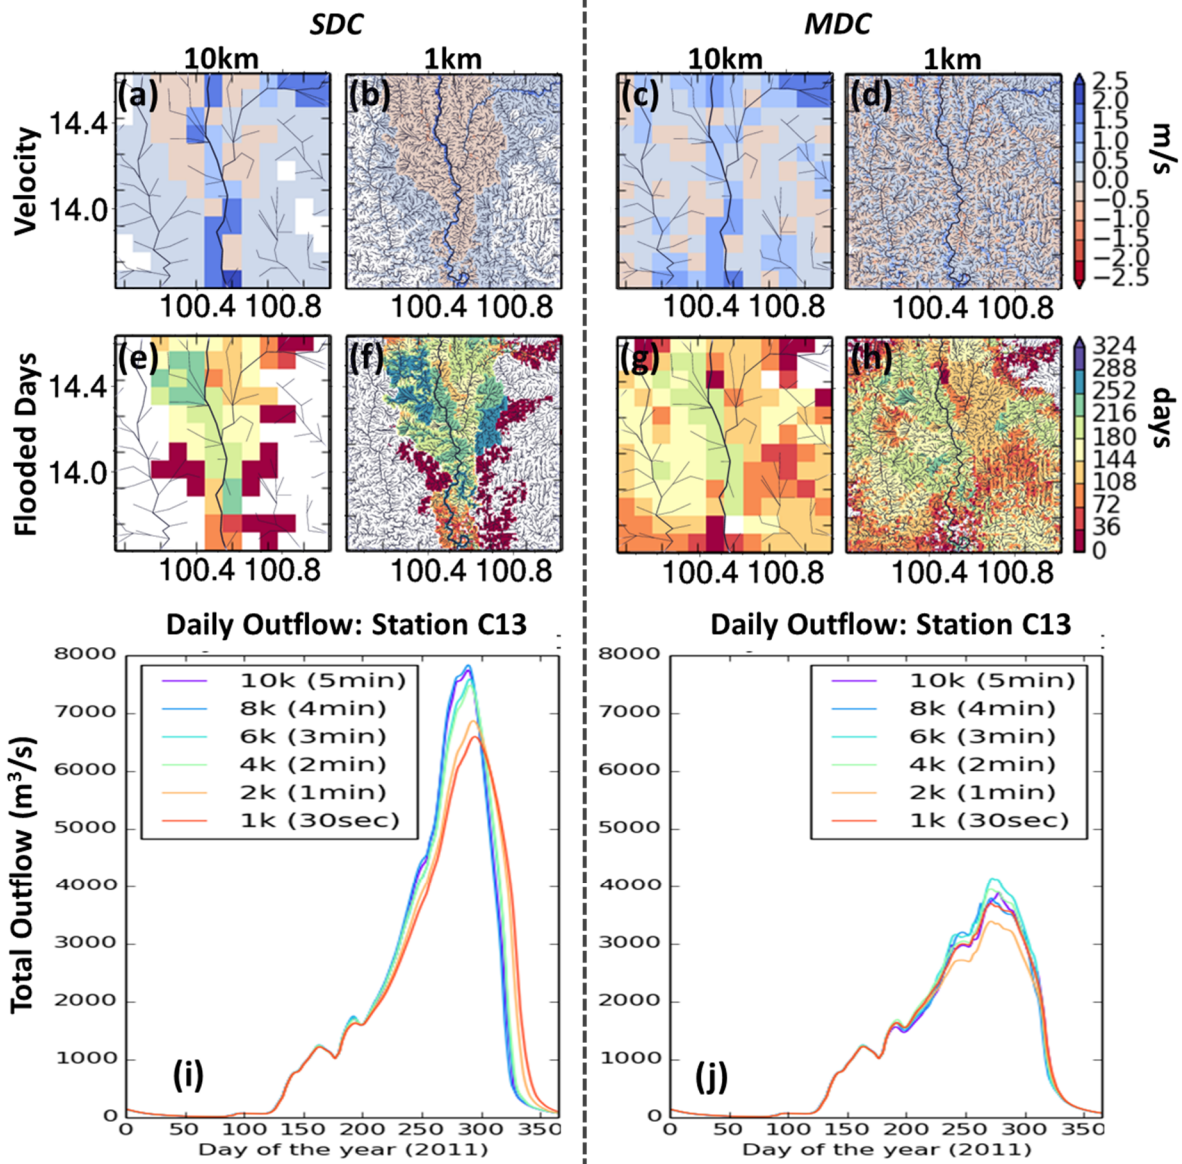 SDC
MDC
10km
1km
10km
1km
(a)
(b)
(c)
(d)
Velocity
14.4
14.0
2.5
2.0
1.5
1.0
0.5
0.0
−0.5
−1.0
−1.5
−2.0
−2.5
m/s
100.4 100.8
100.4 100.8
100.4 100.8
100.4 100.8
(e)
(f)
(g)
(h)
Flooded Days
14.4
14.0
324
288
252
216
180
144
108
72
36
0
days
100.4 100.8
100.4 100.8
100.4 100.8
100.4 100.8
Daily Outflow: Station C13
Total Outflow (m³/s)
8000
7000
6000
5000
4000
3000
2000
1000
0
10k (5min)
8k (4min)
6k (3min)
4k (2min)
2k (1min)
1k (30sec)
(i)
0 50 100 150 200 250 300 350
Day of the year (2011)
Daily Outflow: Station C13
8000
7000
6000
5000
4000
3000
2000
1000
0
10k (5min)
8k (4min)
6k (3min)
4k (2min)
2k (1min)
1k (30sec)
(j)
0 50 100 150 200 250 300 350
Day of the year (2011)